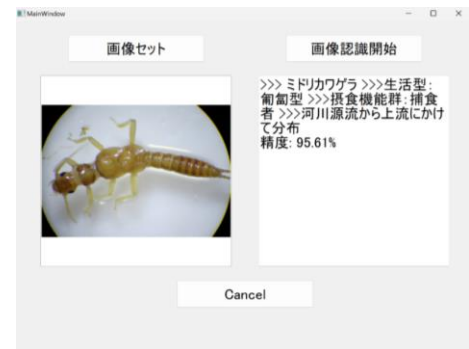 MainWindow
画像セット
画像認識開始
>>> ミドリカワゲラ >>>生活型:
匍匐型 >>>摂食機能群: 捕食
者 >>>河川源流から上流にかけ
て分布
精度: 95.61%
Cancel